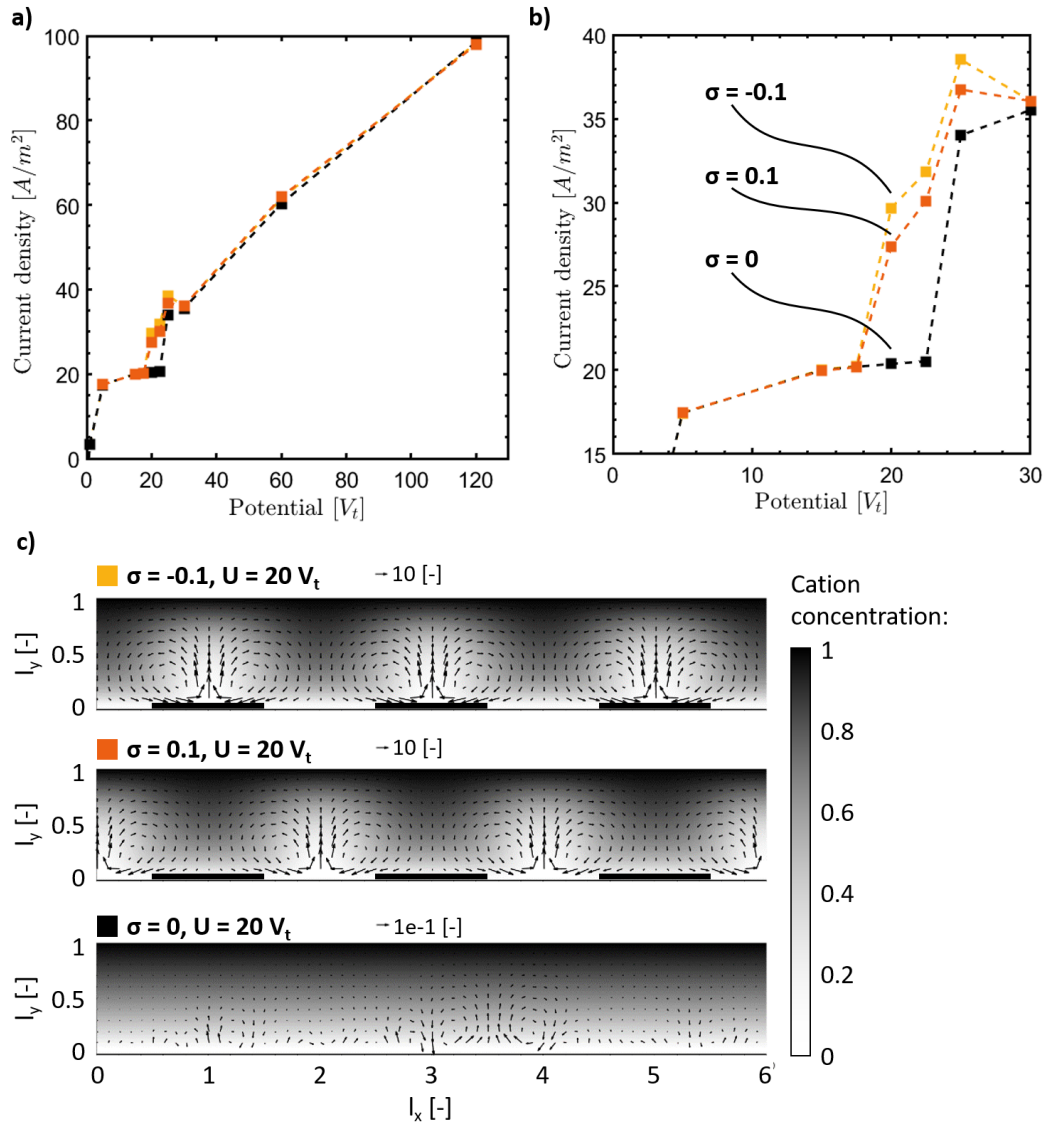 a)
100
80
60
40
20
0
Current density [A/m²]
0 20 40 60 80 100 120
Potential [Vₜ]
b)
40
35
30
25
20
15
Current density [A/m²]
σ = -0.1
σ = 0.1
σ = 0
0 10 20 30
Potential [Vₜ]
c)
σ = -0.1, U = 20 Vₜ → 10 [-]
1
0.5
0
l_y [-]
σ = 0.1, U = 20 Vₜ → 10 [-]
1
0.5
0
l_y [-]
σ = 0, U = 20 Vₜ → 1e-1 [-]
1
0.5
0
l_y [-]
0 1 2 3 4 5 6
l_x [-]
Cation
concentration:
1
0.8
0.6
0.4
0.2
0